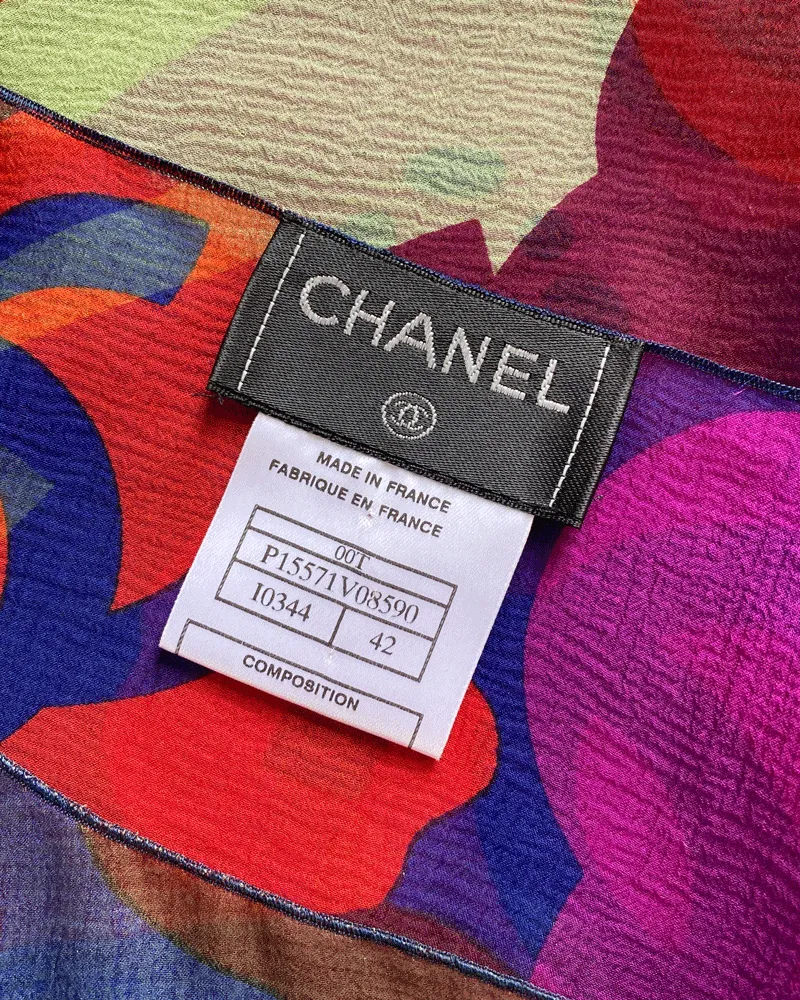 CHANEL
MADE IN FRANCE
FABRIQUE EN FRANCE
00T
P15571V08590
I0344 42
COMPOSITION